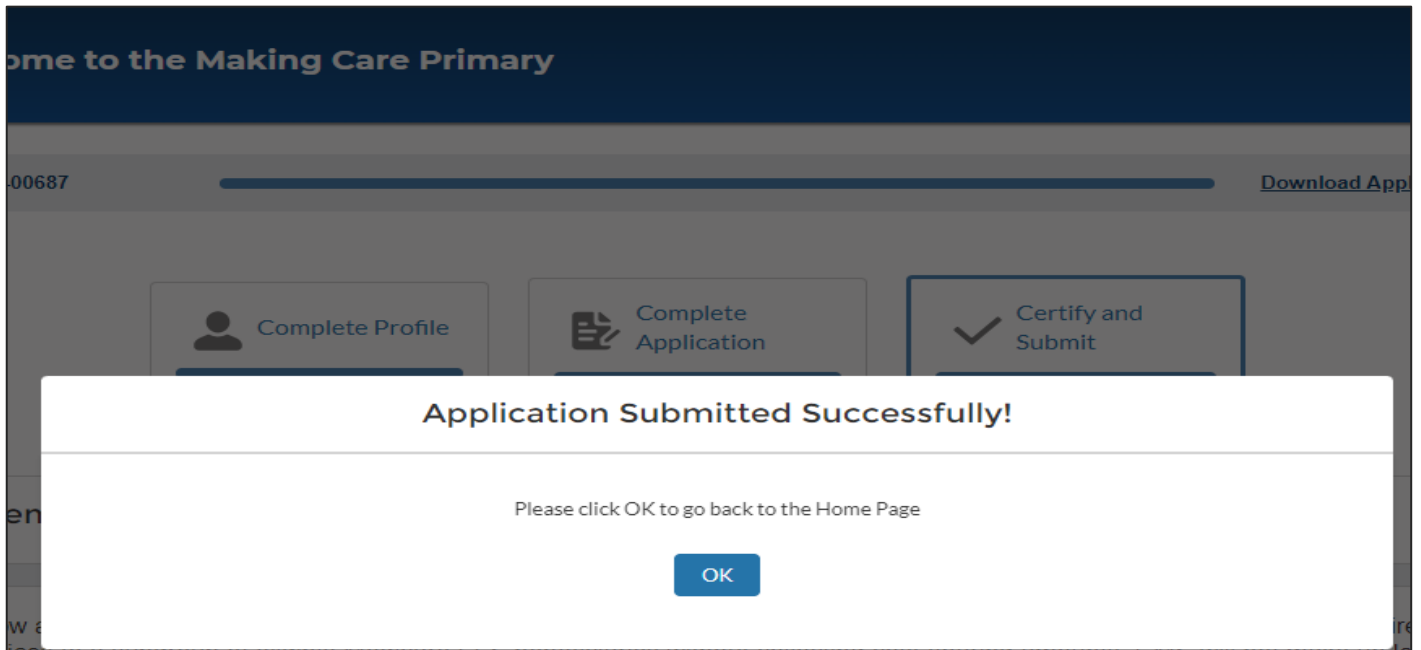 ome to the Making Care Primary
00687
Download Appl
Complete Profile
Complete
Application
Certify and
Submit
Application Submitted Successfully!
Please click OK to go back to the Home Page
OK
en
w a
ire